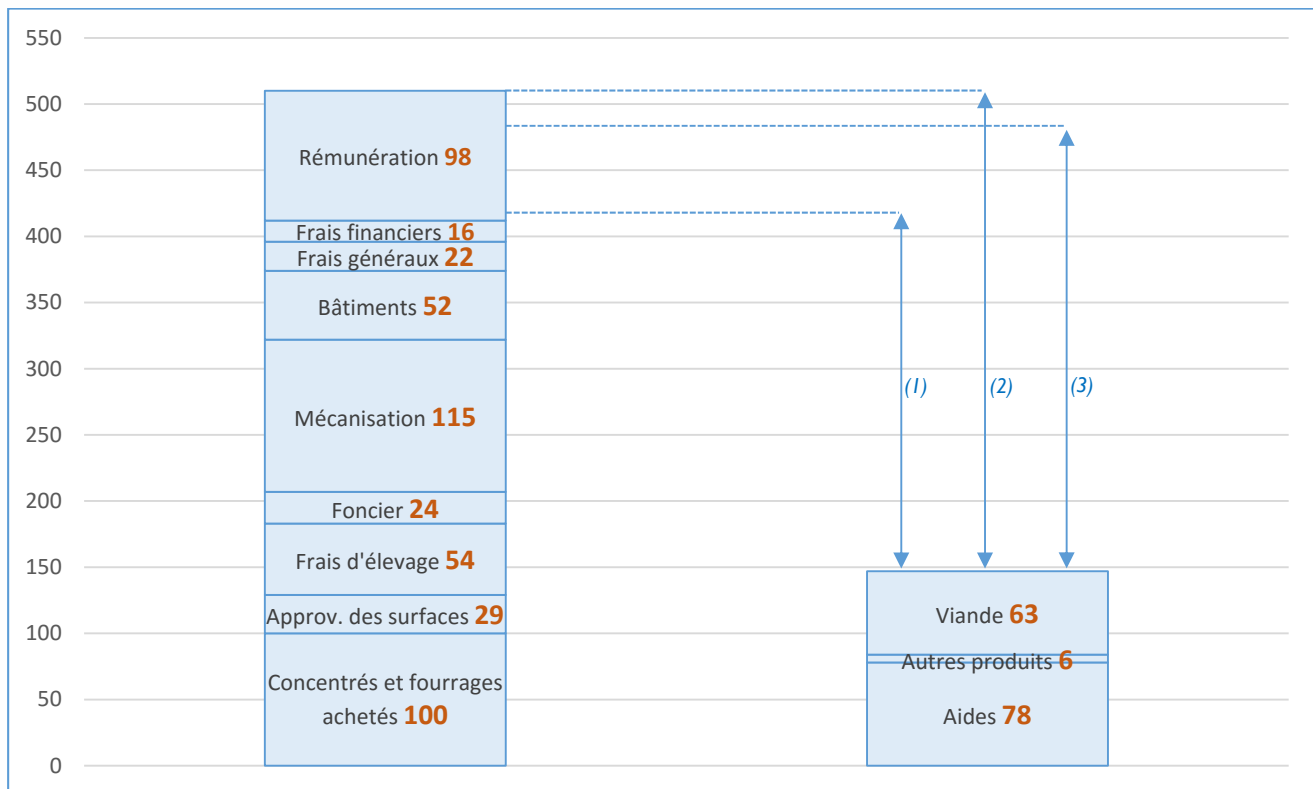 550
500
450
400
350
300
250
200
150
100
50
0
Rémunération 98
Frais financiers 16
Frais généraux 22
Bâtiments 52
Mécanisation 115
Foncier 24
Frais d'élevage 54
Approv. des surfaces 29
Concentrés et fourrages
achetés 100
(1)
(2)
(3)
Viande 63
Autres produits 6
Aides 78